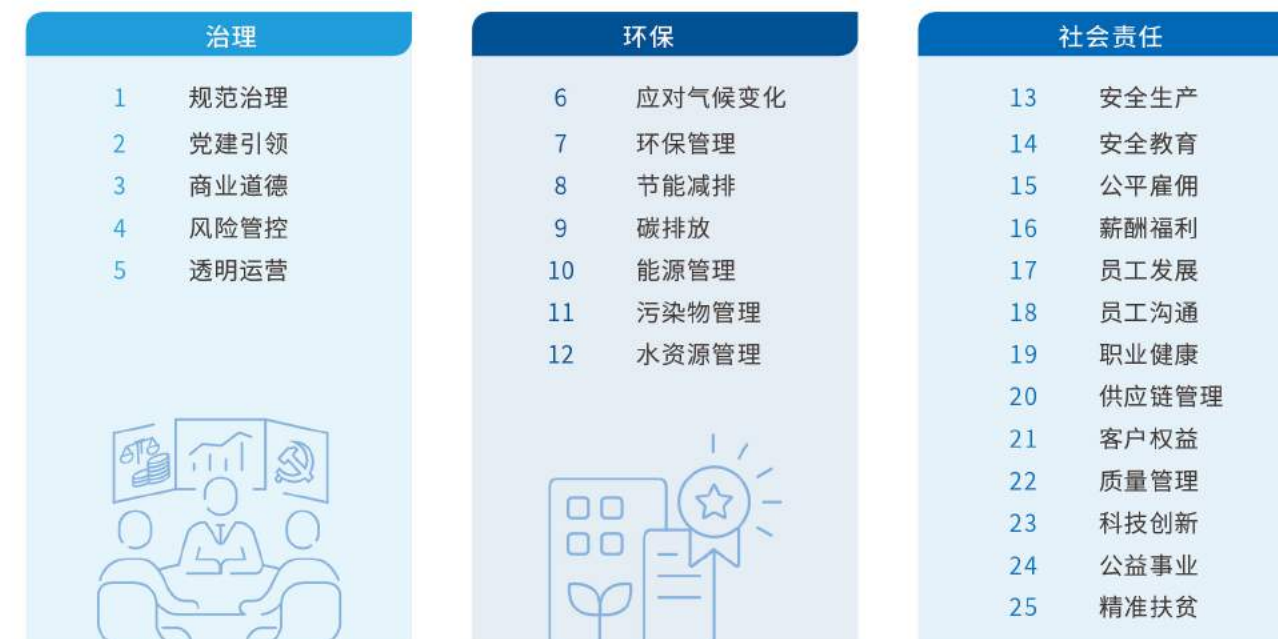 治理
1 规范治理
2 党建引领
3 商业道德
4 风险管控
5 透明运营
环保
6 应对气候变化
7 环保管理
8 节能减排
9 碳排放
10 能源管理
11 污染物管理
12 水资源管理
社会责任
13 安全生产
14 安全教育
15 公平雇佣
16 薪酬福利
17 员工发展
18 员工沟通
19 职业健康
20 供应链管理
21 客户权益
22 质量管理
23 科技创新
24 公益事业
25 精准扶贫